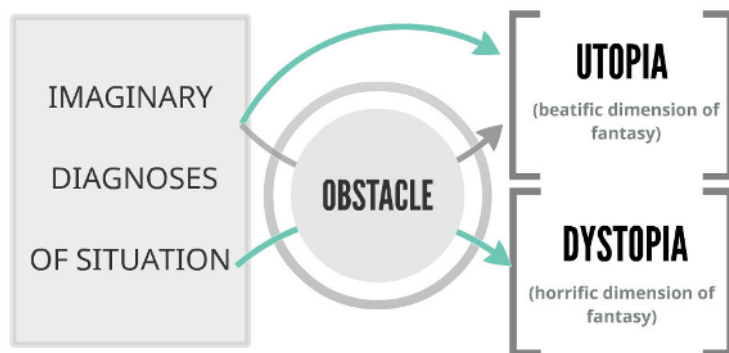 IMAGINARY
DIAGNOSES
OF SITUATION
OBSTACLE
UTOPIA
(beatific dimension of
fantasy)
DYSTOPIA
(horrific dimension of
fantasy)